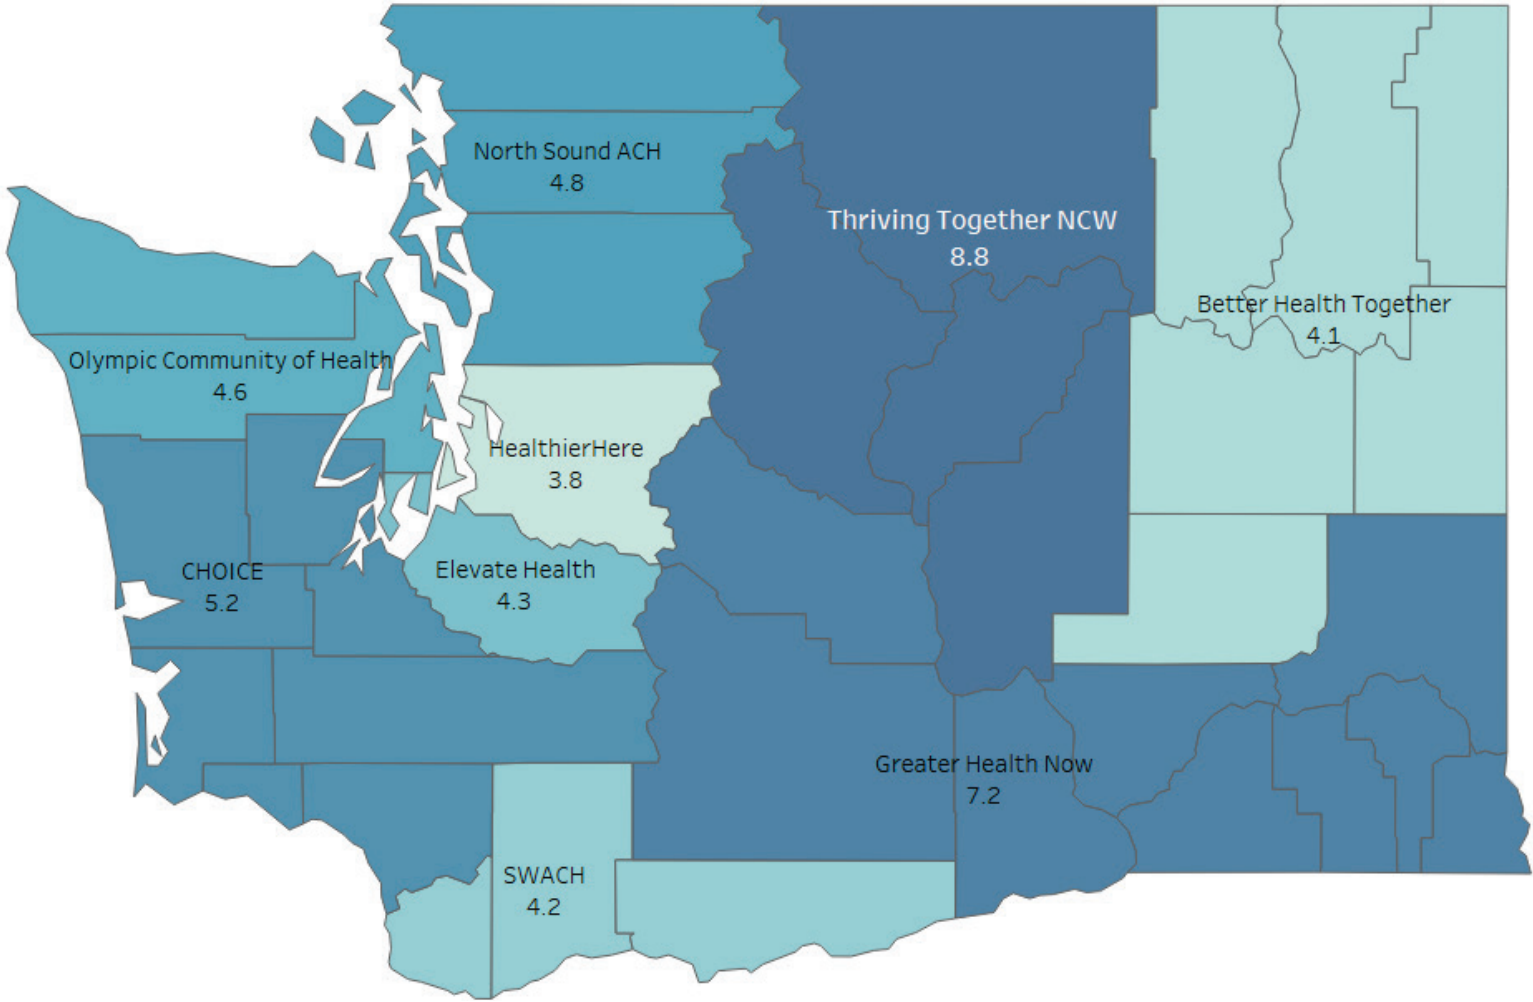 North Sound ACH
4.8
Thriving Together NCW
8.8
Better Health Together
4.1
Olympic Community of Health
4.6
HealthierHere
3.8
CHOICE
5.2
Elevate Health
4.3
Greater Health Now
7.2
SWACH
4.2